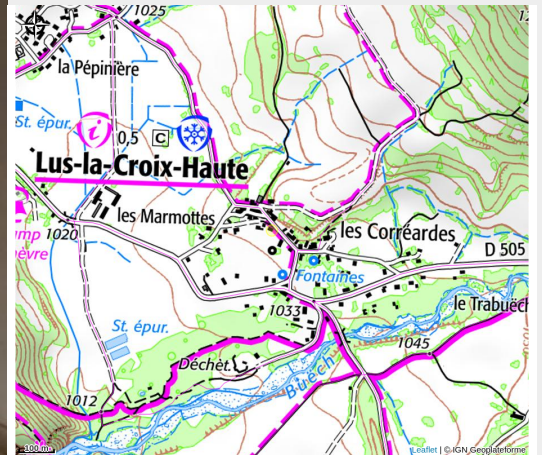 1025
la Pépinière
St. épur.
0,5
C
Lus-la-Croix-Haute
les Marmottes
les Corréardes
1020
D 505
Fontaines
le Trabuëch
1033
St. épur.
1045
Déchèt.
Buëch
1012
100 m
Leaflet | © IGN Geoplateforme